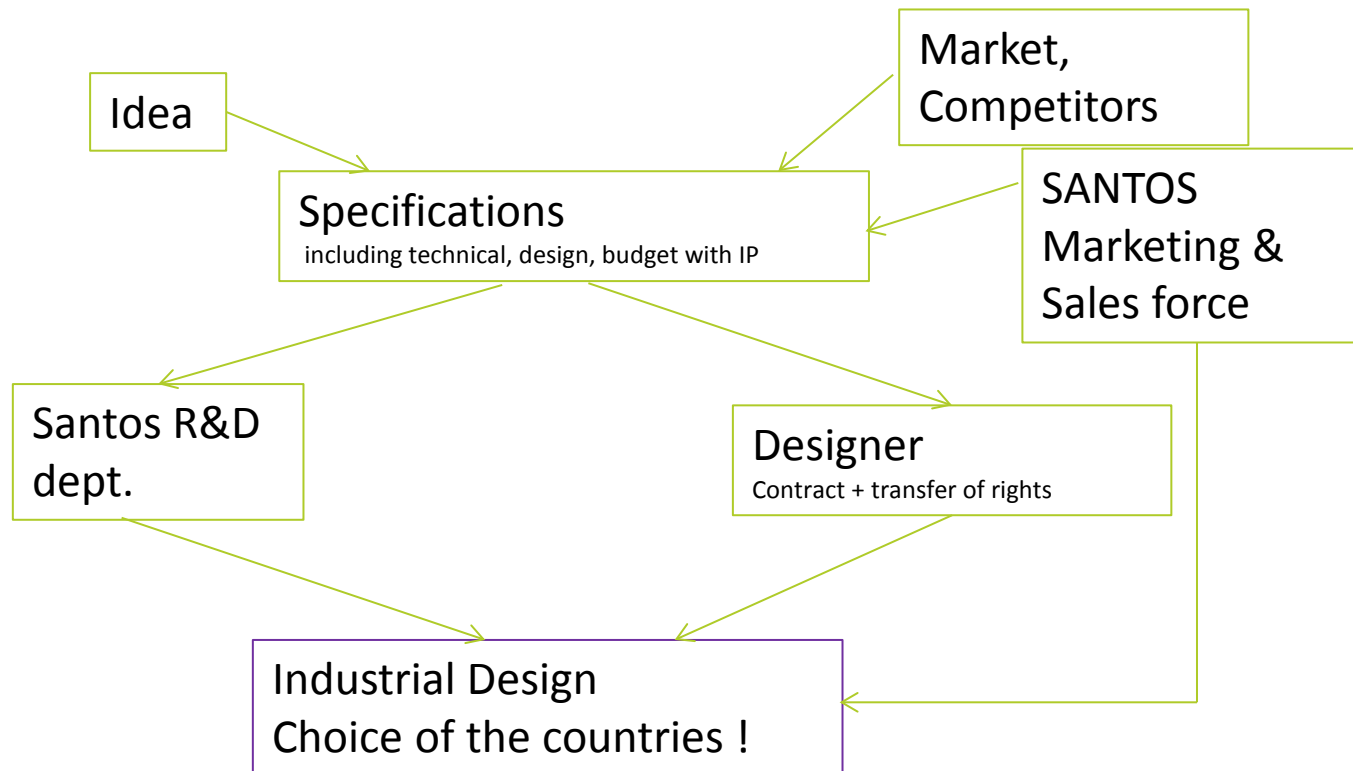 Idea
Market,
Competitors
Specifications
including technical, design, budget with IP
SANTOS
Marketing &
Sales force
Santos R&D
dept.
Designer
Contract + transfer of rights
Industrial Design
Choice of the countries !